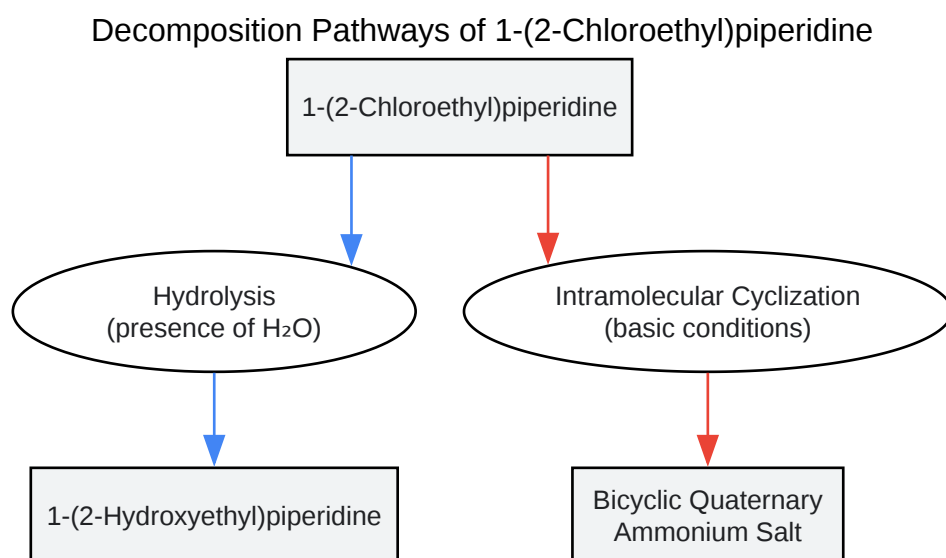 Decomposition Pathways of 1-(2-Chloroethyl)piperidine
1-(2-Chloroethyl)piperidine
Hydrolysis
(presence of H₂O)
Intramolecular Cyclization
(basic conditions)
1-(2-Hydroxyethyl)piperidine
Bicyclic Quaternary
Ammonium Salt